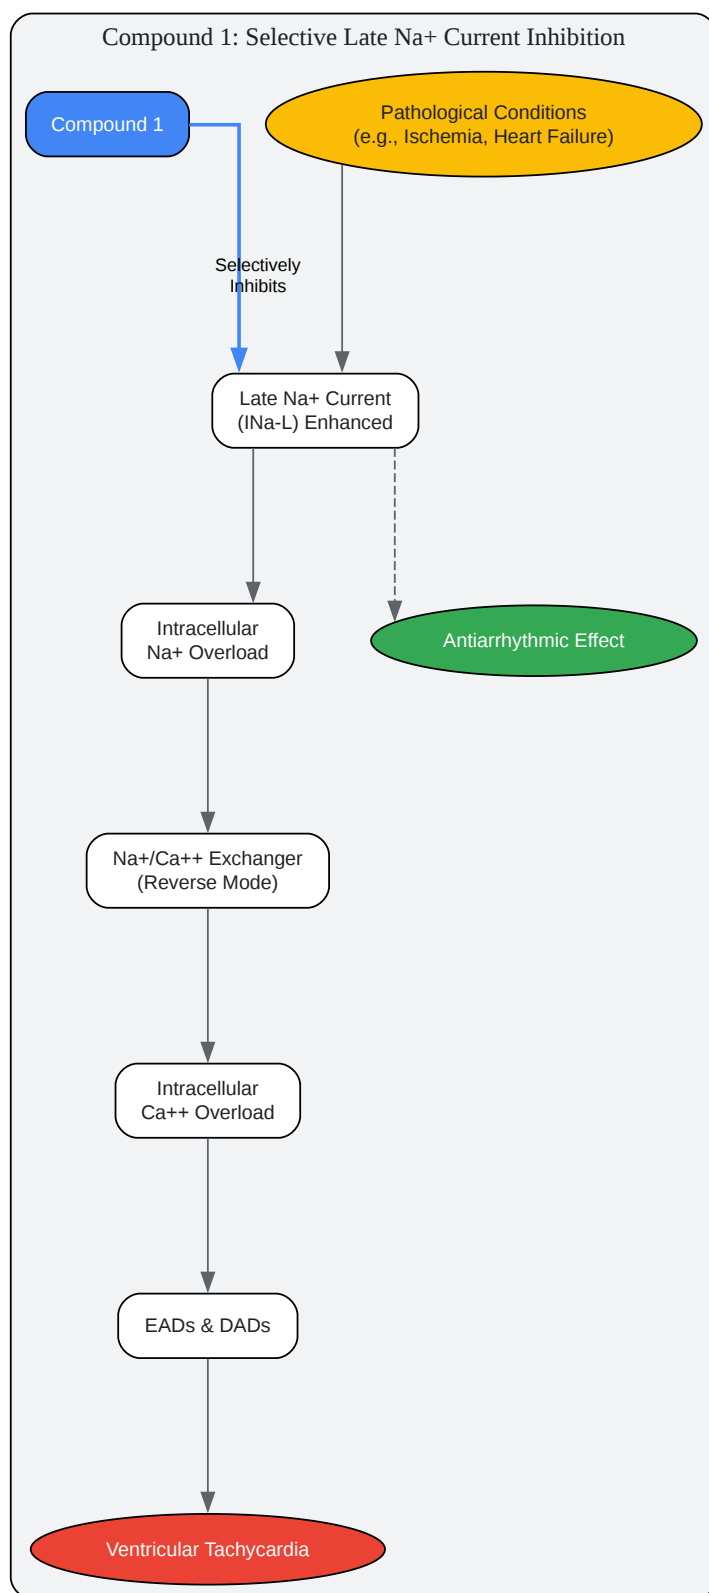 Compound 1: Selective Late Na+ Current Inhibition
Compound 1
Pathological Conditions
(e.g., Ischemia, Heart Failure)
Selectively
Inhibits
Late Na+ Current
(INa-L) Enhanced
Intracellular
Na+ Overload
Antiarrhythmic Effect
Na+/Ca++ Exchanger
(Reverse Mode)
Intracellular
Ca++ Overload
EADs & DADs
Ventricular Tachycardia